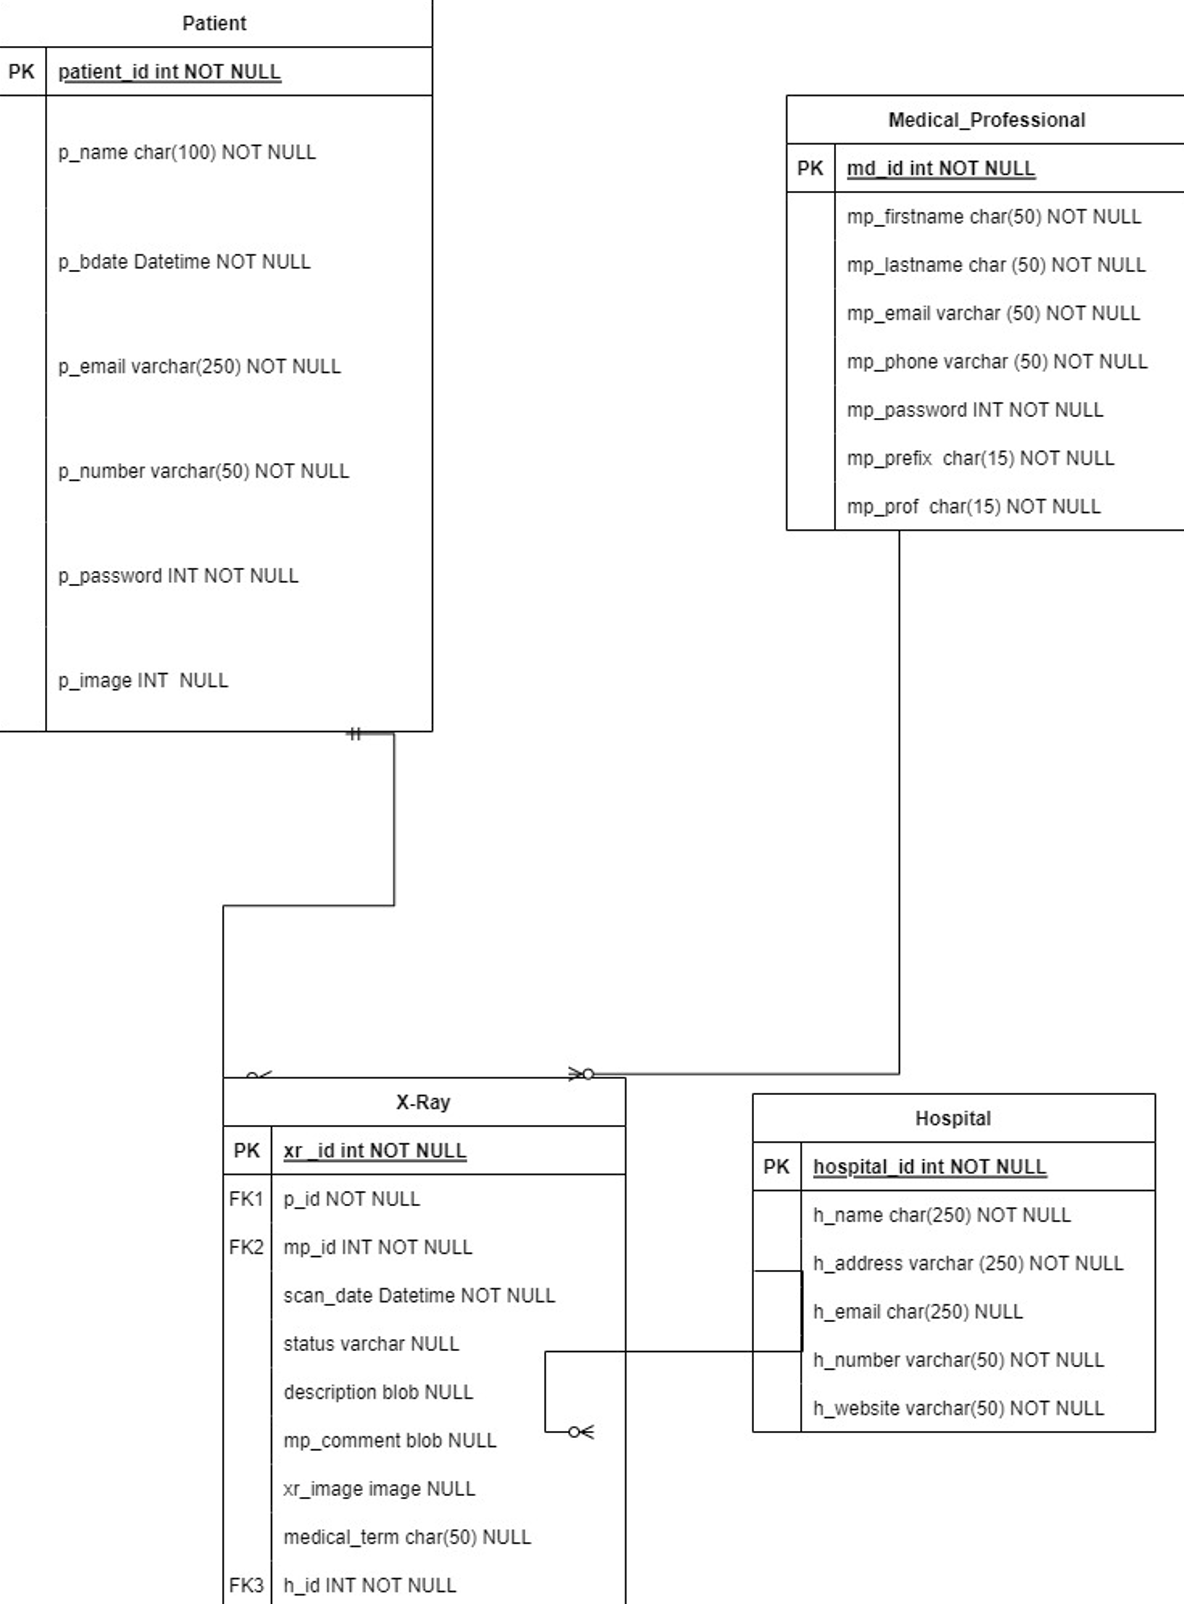 Patient
PK patient_id int NOT NULL
p_name char(100) NOT NULL
p_bdate Datetime NOT NULL
p_email varchar(250) NOT NULL
p_number varchar(50) NOT NULL
p_password INT NOT NULL
p_image INT  NULL
Medical_Professional
PK md_id int NOT NULL
mp_firstname char(50) NOT NULL
mp_lastname char (50) NOT NULL
mp_email varchar (50) NOT NULL
mp_phone varchar (50) NOT NULL
mp_password INT NOT NULL
mp_prefix  char(15) NOT NULL
mp_prof  char(15) NOT NULL
X-Ray
PK xr _id int NOT NULL
FK1 p_id NOT NULL
FK2 mp_id INT NOT NULL
scan_date Datetime NOT NULL
status varchar NULL
description blob NULL
mp_comment blob NULL
xr_image image NULL
medical_term char(50) NULL
FK3 h_id INT NOT NULL
Hospital
PK hospital_id int NOT NULL
h_name char(250) NOT NULL
h_address varchar (250) NOT NULL
h_email char(250) NULL
h_number varchar(50) NOT NULL
h_website varchar(50) NOT NULL